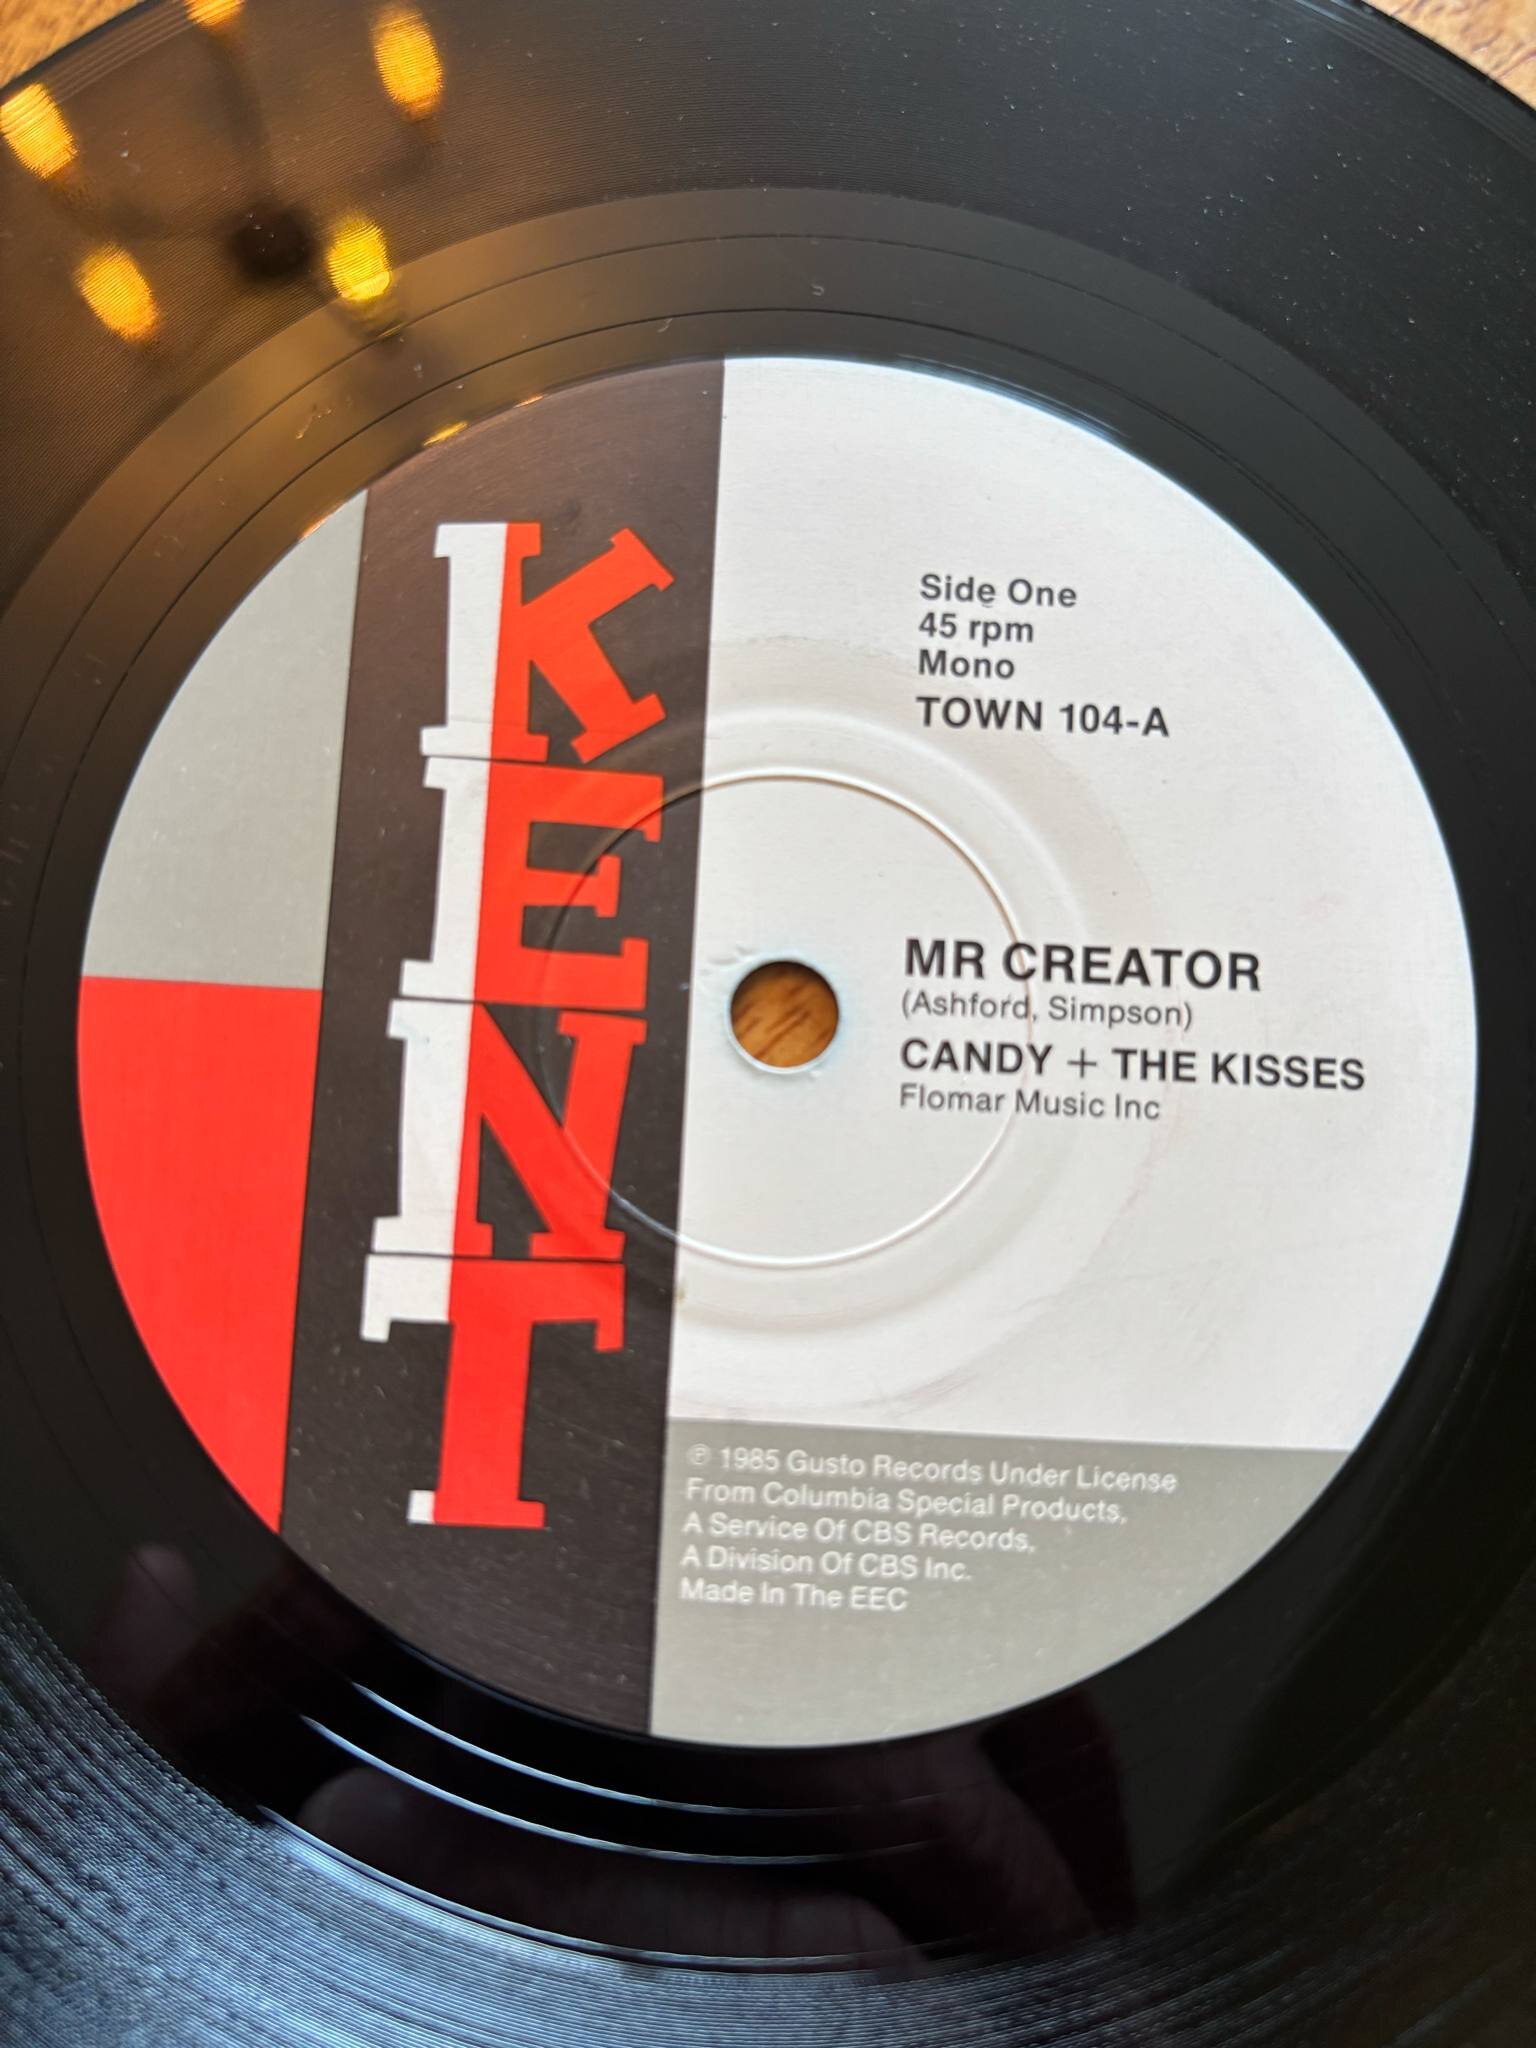 KENT
Side One
45 rpm
Mono
TOWN 104-A
MR CREATOR
(Ashford, Simpson)
CANDY + THE KISSES
Flomar Music Inc
℗ 1985 Gusto Records Under License
From Columbia Special Products,
A Service Of CBS Records,
A Division Of CBS Inc.
Made In The EEC